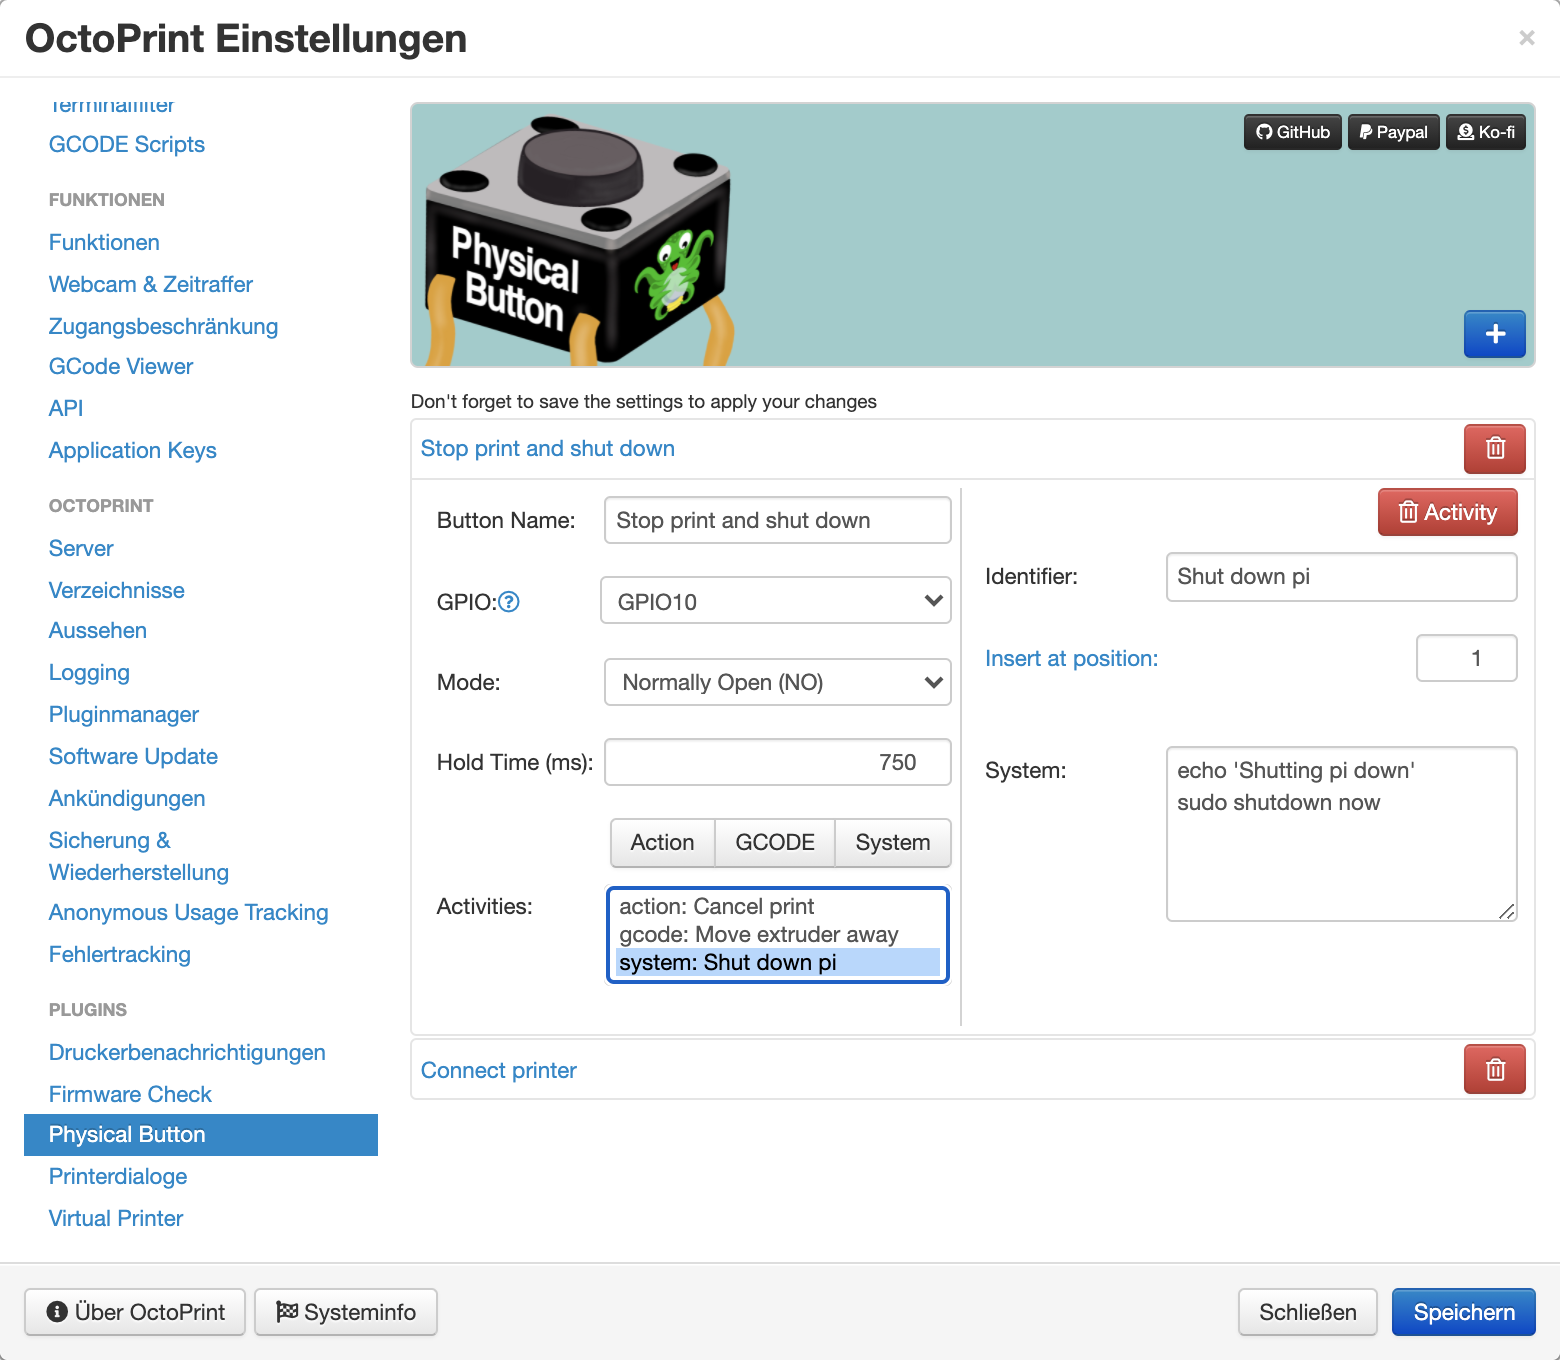 OctoPrint Einstellungen
×
Terminalfilter
GCODE Scripts
FUNKTIONEN
Funktionen
Webcam & Zeitraffer
Zugangsbeschränkung
GCode Viewer
API
Application Keys
OCTOPRINT
Server
Verzeichnisse
Aussehen
Logging
Pluginmanager
Software Update
Ankündigungen
Sicherung &
Wiederherstellung
Anonymous Usage Tracking
Fehlertracking
PLUGINS
Druckerbenachrichtigungen
Firmware Check
Physical Button
Printerdialoge
Virtual Printer
Physical
Button
GitHub
Paypal
Ko-fi
+
Don't forget to save the settings to apply your changes
Stop print and shut down
Button Name: Stop print and shut down
GPIO: GPIO10
Mode: Normally Open (NO)
Hold Time (ms): 750
Action GCODE System
Activities: action: Cancel print
gcode: Move extruder away
system: Shut down pi
Activity
Identifier: Shut down pi
Insert at position: 1
System: echo 'Shutting pi down'
sudo shutdown now
Connect printer
Über OctoPrint
Systeminfo
Schließen
Speichern